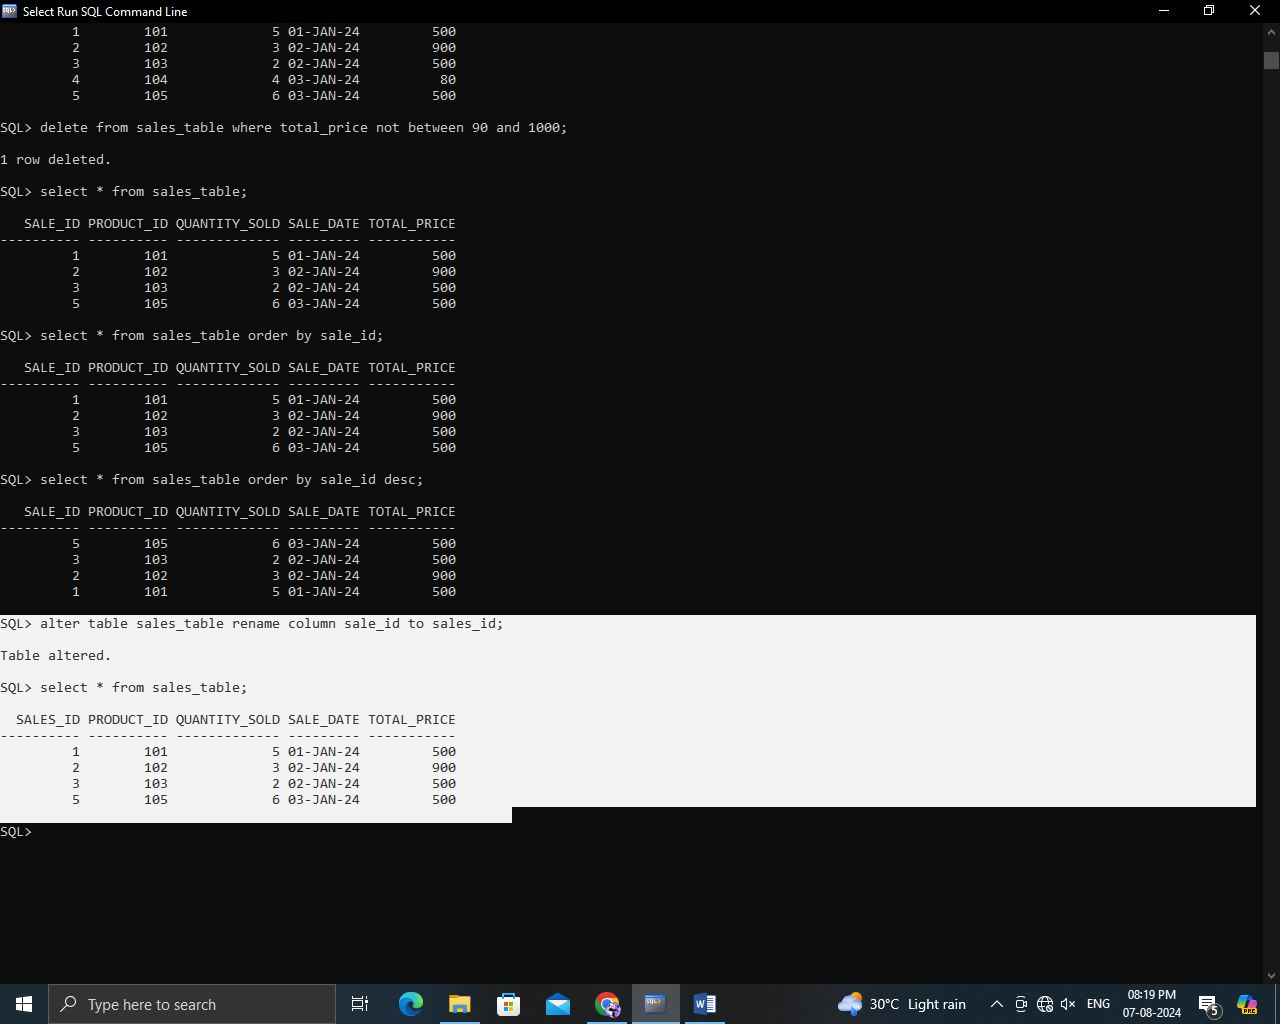 Select Run SQL Command Line
1 101 5 01-JAN-24 500
2 102 3 02-JAN-24 900
3 103 2 02-JAN-24 500
4 104 4 03-JAN-24 80
5 105 6 03-JAN-24 500
SQL> delete from sales_table where total_price not between 90 and 1000;
1 row deleted.
SQL> select * from sales_table;
SALE_ID PRODUCT_ID QUANTITY_SOLD SALE_DATE TOTAL_PRICE
---------- ---------- ------------- --------- -----------
1 101 5 01-JAN-24 500
2 102 3 02-JAN-24 900
3 103 2 02-JAN-24 500
5 105 6 03-JAN-24 500
SQL> select * from sales_table order by sale_id;
SALE_ID PRODUCT_ID QUANTITY_SOLD SALE_DATE TOTAL_PRICE
---------- ---------- ------------- --------- -----------
1 101 5 01-JAN-24 500
2 102 3 02-JAN-24 900
3 103 2 02-JAN-24 500
5 105 6 03-JAN-24 500
SQL> select * from sales_table order by sale_id desc;
SALE_ID PRODUCT_ID QUANTITY_SOLD SALE_DATE TOTAL_PRICE
---------- ---------- ------------- --------- -----------
5 105 6 03-JAN-24 500
3 103 2 02-JAN-24 500
2 102 3 02-JAN-24 900
1 101 5 01-JAN-24 500
SQL> alter table sales_table rename column sale_id to sales_id;
Table altered.
SQL> select * from sales_table;
SALES_ID PRODUCT_ID QUANTITY_SOLD SALE_DATE TOTAL_PRICE
---------- ---------- ------------- --------- -----------
1 101 5 01-JAN-24 500
2 102 3 02-JAN-24 900
3 103 2 02-JAN-24 500
5 105 6 03-JAN-24 500
SQL>
Type here to search
30°C Light rain
ENG
08:19 PM
07-08-2024
5